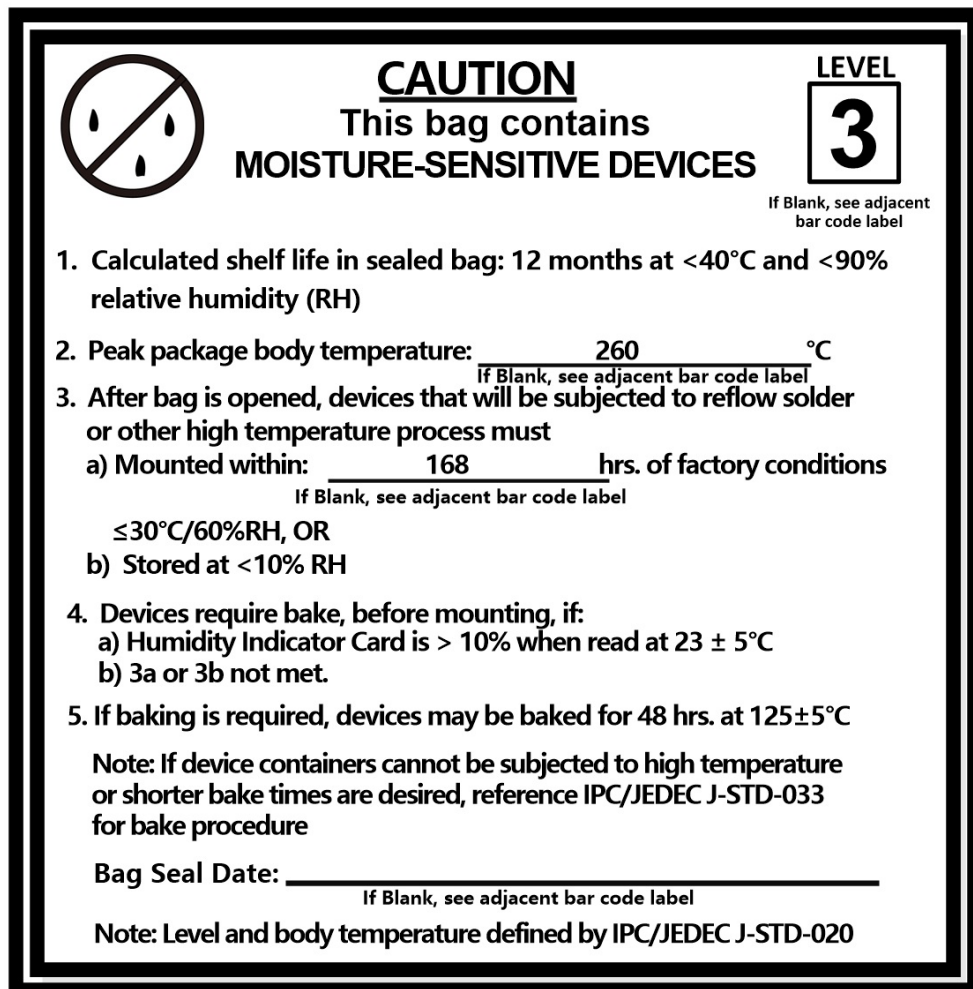 CAUTION
This bag contains
MOISTURE-SENSITIVE DEVICES
LEVEL
3
If Blank, see adjacent
bar code label
1. Calculated shelf life in sealed bag: 12 months at <40°C and <90%
relative humidity (RH)
2. Peak package body temperature: 260 °C
If Blank, see adjacent bar code label
3. After bag is opened, devices that will be subjected to reflow solder
or other high temperature process must
a) Mounted within: 168 hrs. of factory conditions
If Blank, see adjacent bar code label
≤30°C/60%RH, OR
b) Stored at <10% RH
4. Devices require bake, before mounting, if:
a) Humidity Indicator Card is > 10% when read at 23 ± 5°C
b) 3a or 3b not met.
5. If baking is required, devices may be baked for 48 hrs. at 125±5°C
Note: If device containers cannot be subjected to high temperature
or shorter bake times are desired, reference IPC/JEDEC J-STD-033
for bake procedure
Bag Seal Date:
If Blank, see adjacent bar code label
Note: Level and body temperature defined by IPC/JEDEC J-STD-020